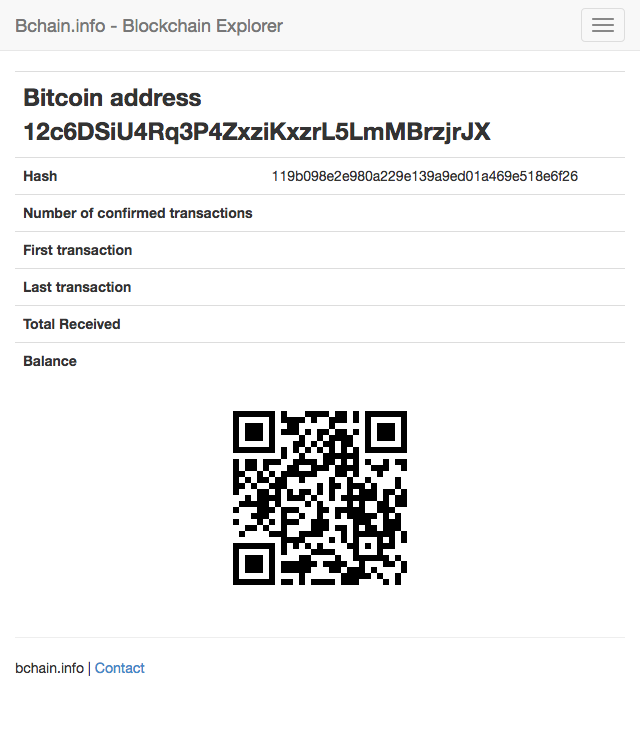 Bchain.info - Blockchain Explorer
Bitcoin address
12c6DSiU4Rq3P4ZxziKxzrL5LmMBrzjrJX
Hash 119b098e2e980a229e139a9ed01a469e518e6f26
Number of confirmed transactions
First transaction
Last transaction
Total Received
Balance
bchain.info | Contact